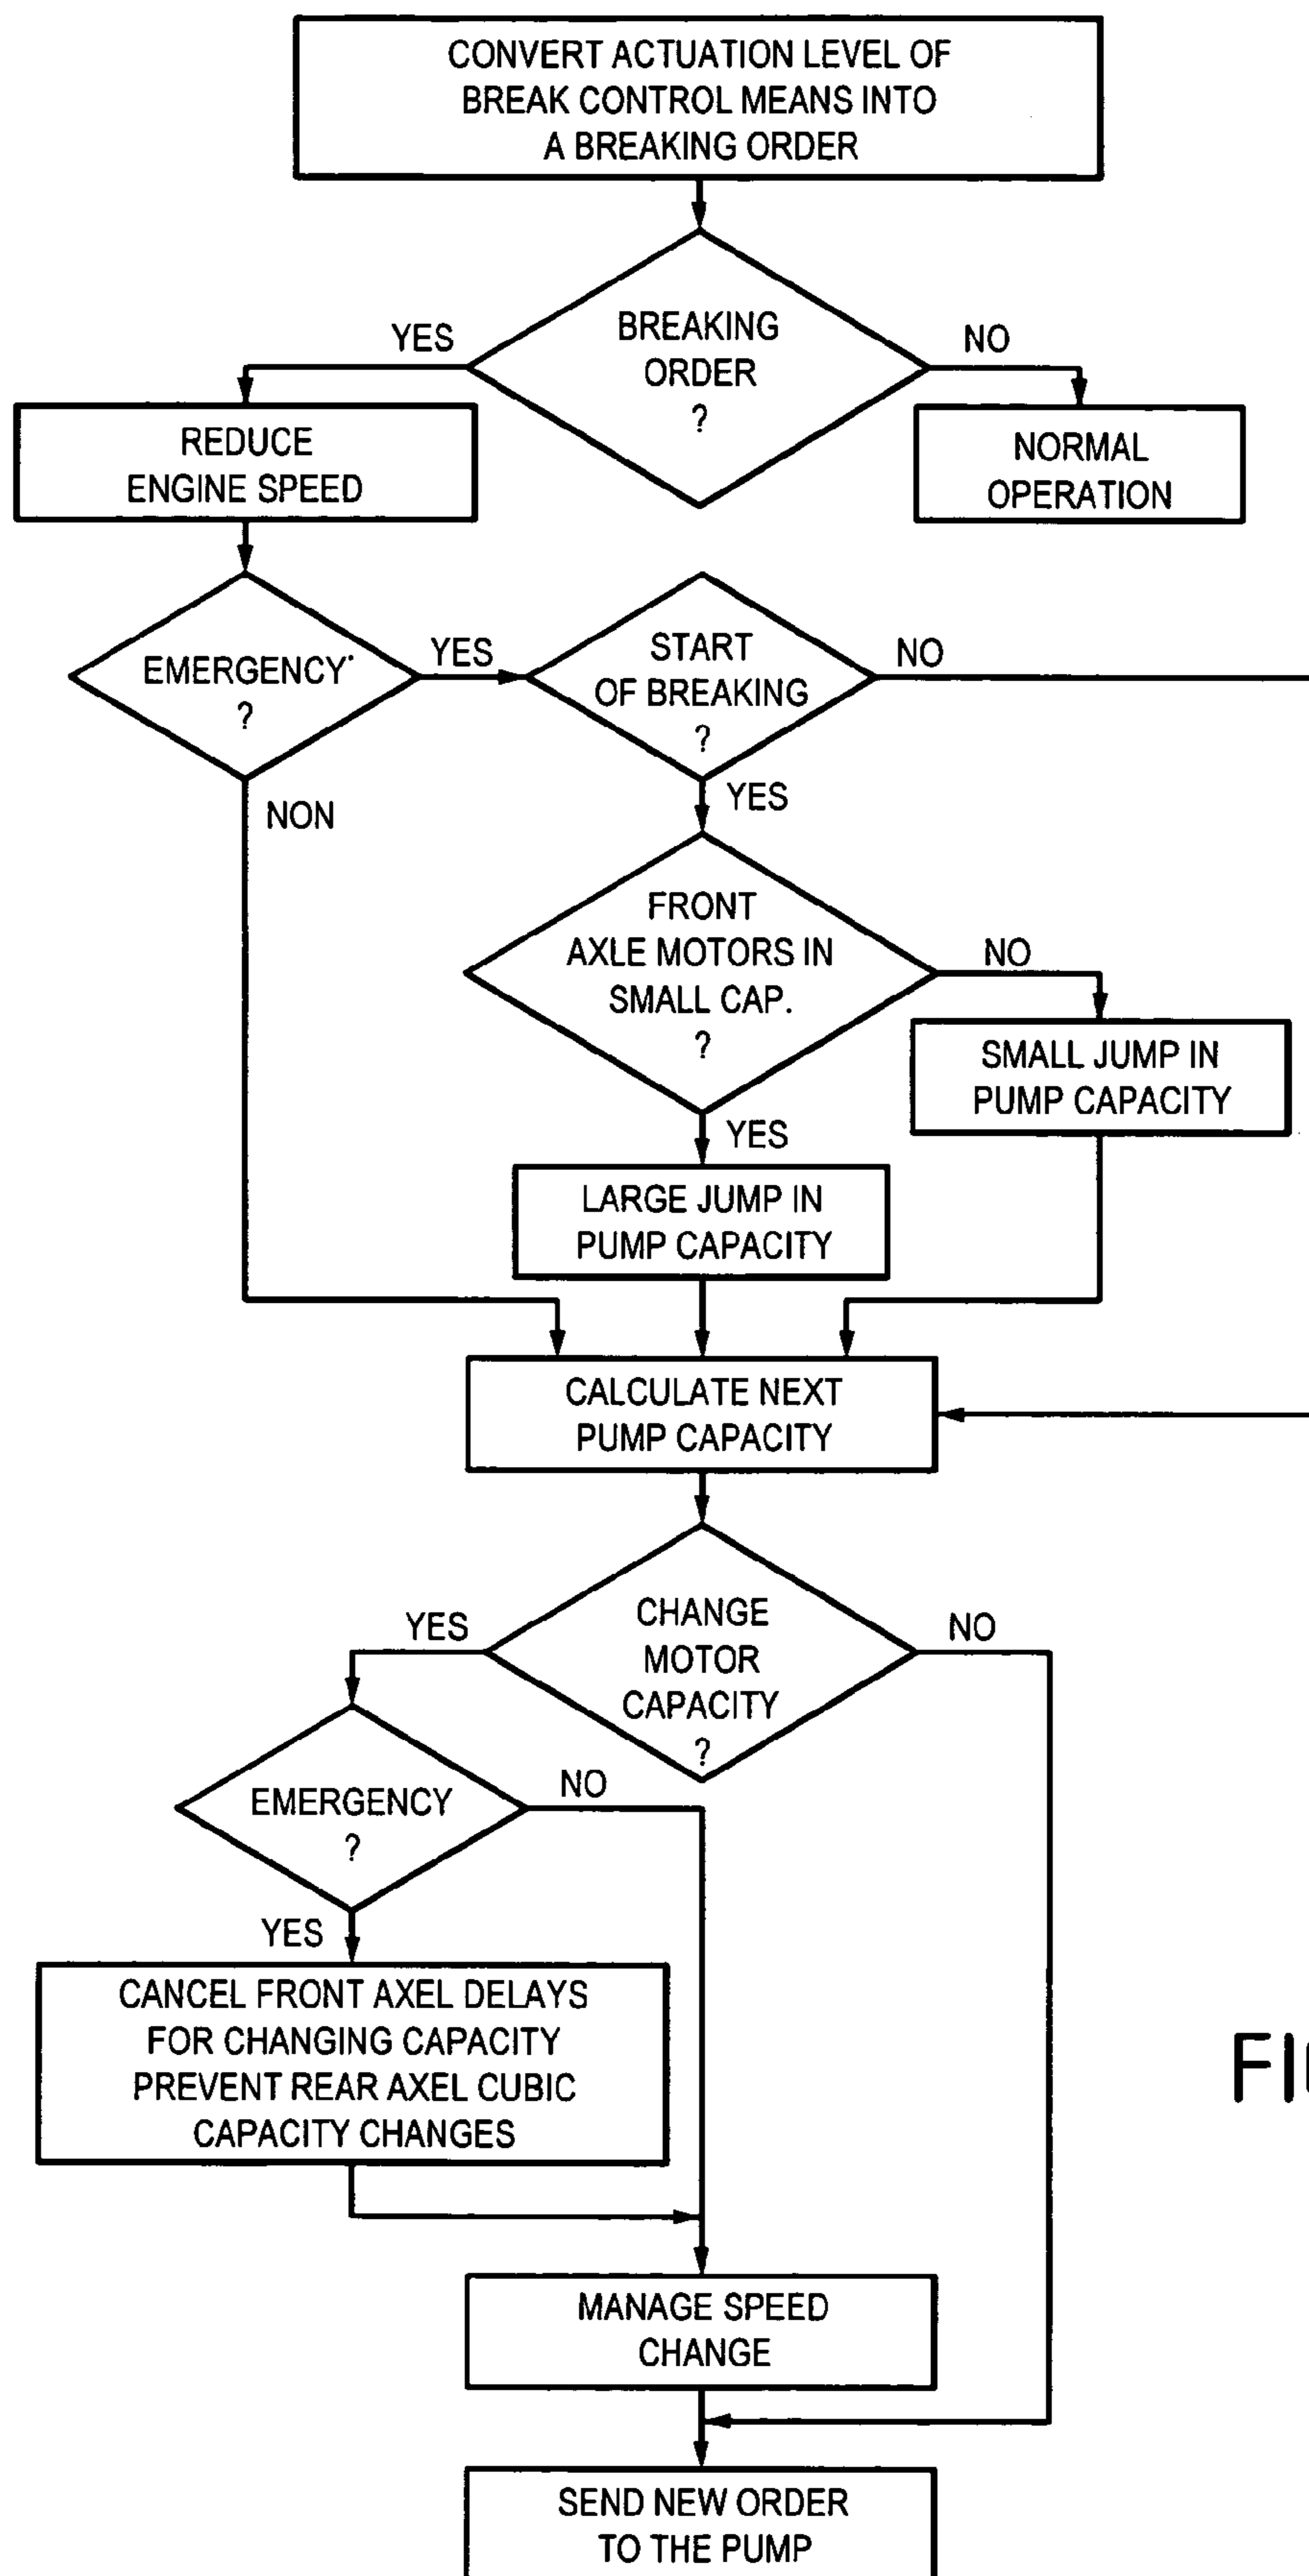 CONVERT ACTUATION LEVEL OF
BREAK CONTROL MEANS INTO
A BREAKING ORDER
BREAKING
ORDER
?
YES
NO
REDUCE
ENGINE SPEED
NORMAL
OPERATION
EMERGENCY
?
YES
NON
START
OF BREAKING
?
NO
YES
FRONT
AXLE MOTORS IN
SMALL CAP.
?
NO
SMALL JUMP IN
PUMP CAPACITY
YES
LARGE JUMP IN
PUMP CAPACITY
CALCULATE NEXT
PUMP CAPACITY
CHANGE
MOTOR
CAPACITY
?
YES
NO
EMERGENCY
?
NO
YES
CANCEL FRONT AXEL DELAYS
FOR CHANGING CAPACITY
PREVENT REAR AXEL CUBIC
CAPACITY CHANGES
MANAGE SPEED
CHANGE
SEND NEW ORDER
TO THE PUMP